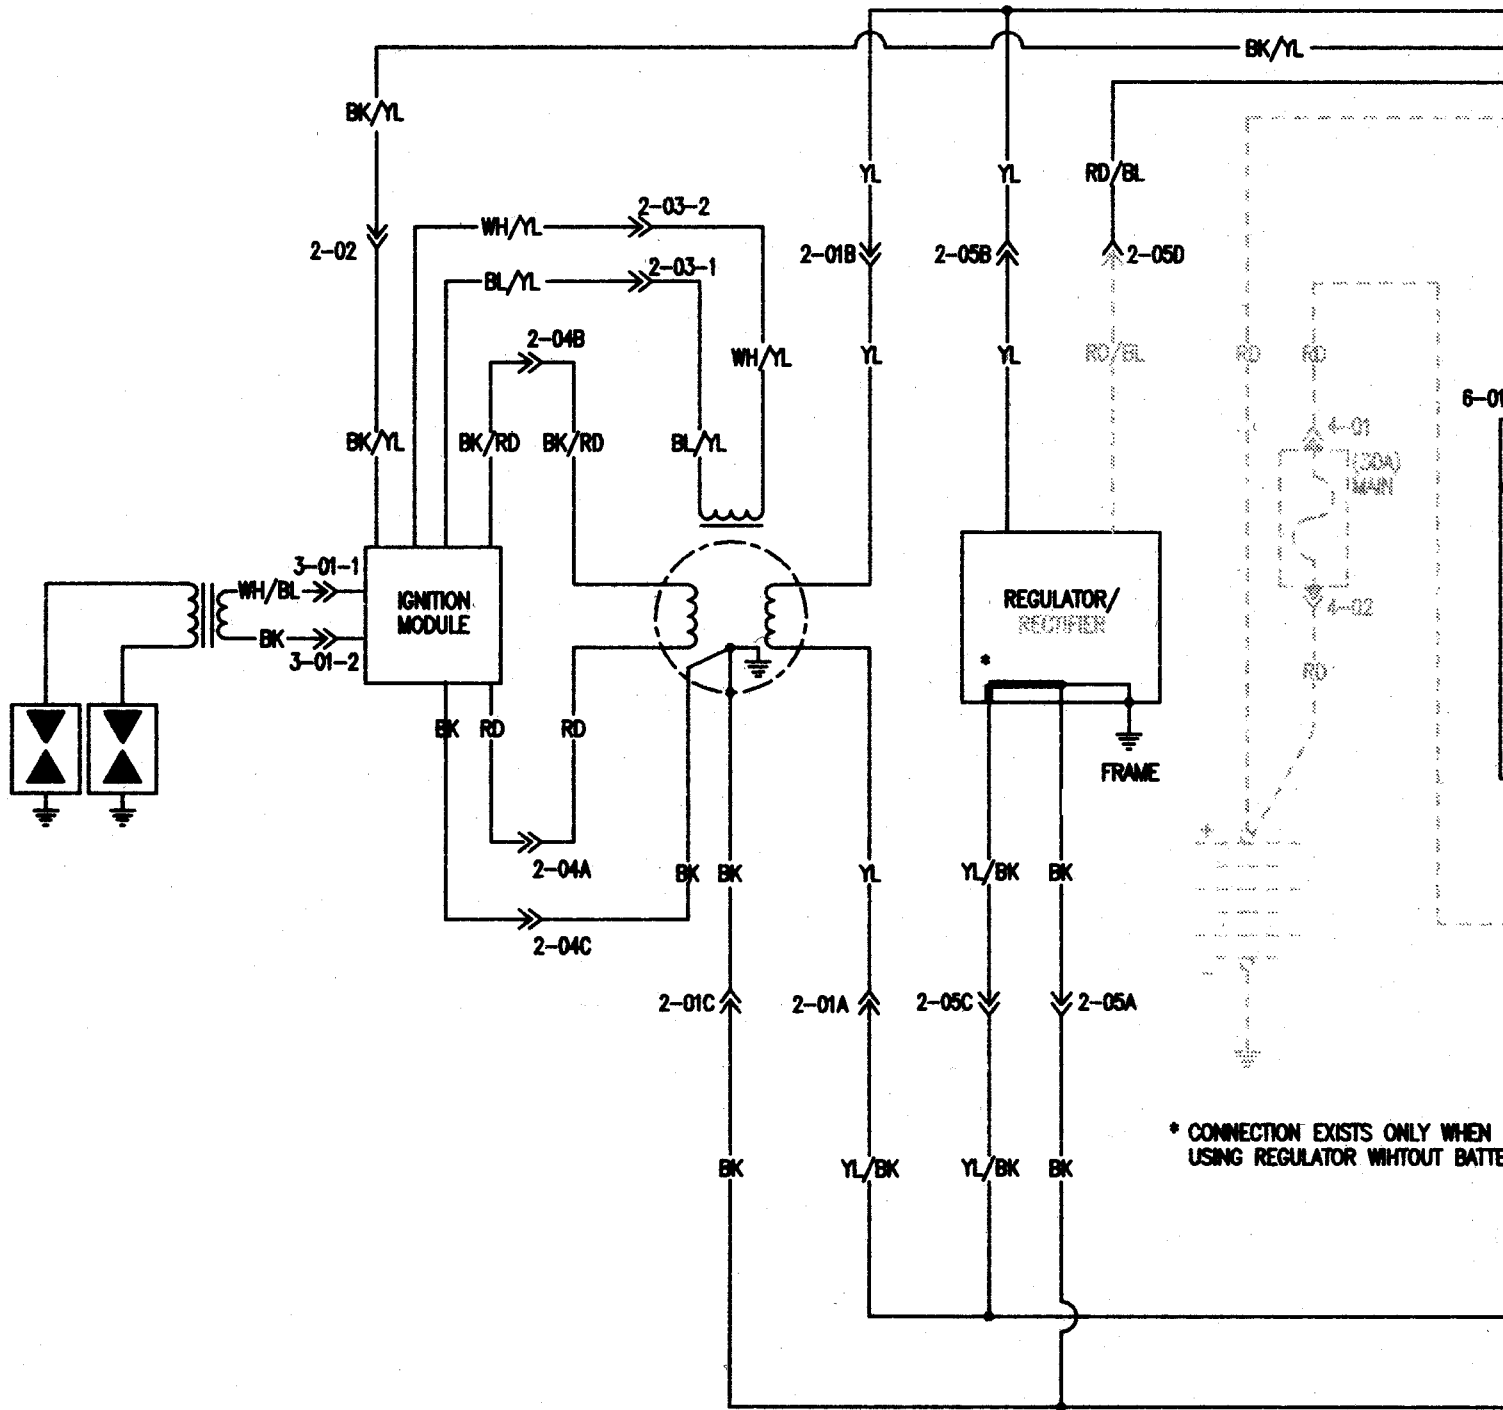 BK/YL
BK/YL
YL
YL
RD/BL
2-03-2
WH/YL
2-02
2-01B
2-05B
2-05D
2-03-1
BL/YL
2-04B
WH/YL
YL
YL
RD/BL
RD
RD
6-01
4-01
BK/YL
BK/RD
BK/RD
BL/YL
(30A)
MAIN
3-01-1
WH/BL
IGNITION
MODULE
REGULATOR/
RECTIFIER
4-02
BK
3-01-2
*
RD
BK
RD
RD
FRAME
+
2-04A
BK
BK
YL
YL/BK
BK
2-04C
-
2-01C
2-01A
2-05C
2-05A
* CONNECTION EXISTS ONLY WHEN
USING REGULATOR WIHTOUT BATTE
BK
YL/BK
YL/BK
BK